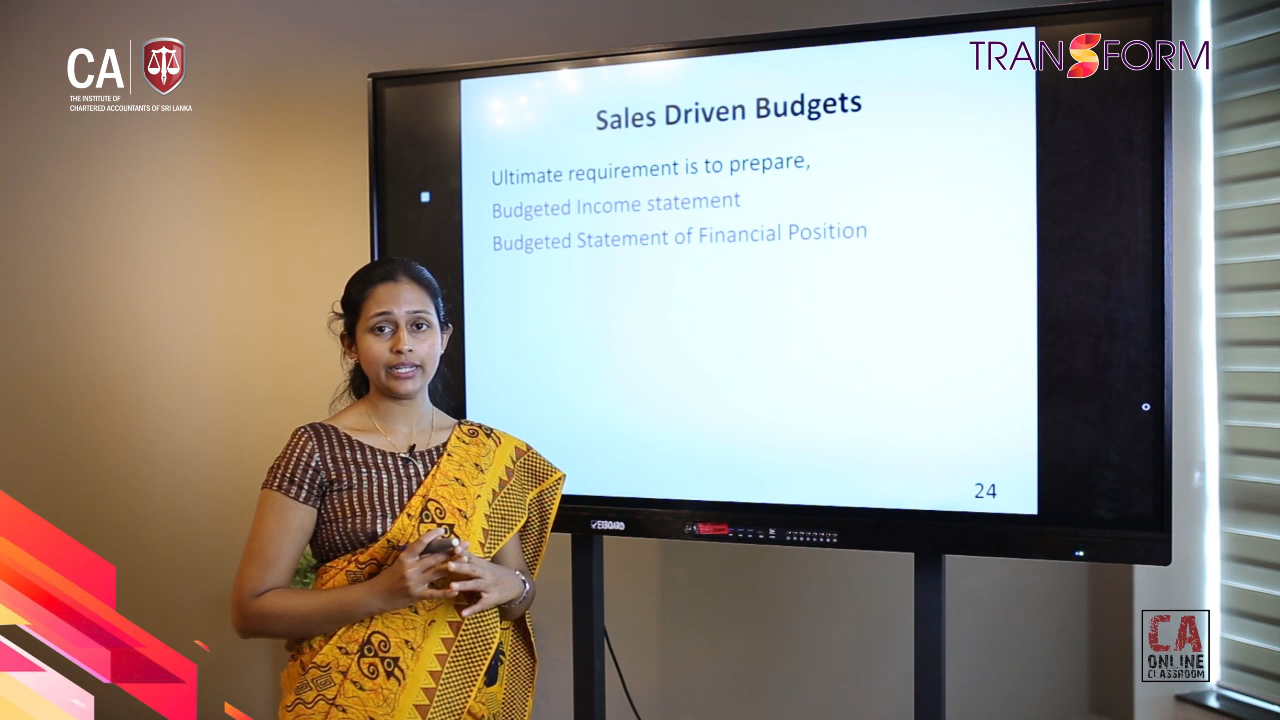 CA
THE INSTITUTE OF
CHARTERED ACCOUNTANTS OF SRI LANKA
TRANSFORM
Sales Driven Budgets
Ultimate requirement is to prepare,
Budgeted Income statement
Budgeted Statement of Financial Position
24
EXBOARD
CA
ONLINE
CLASSROOM